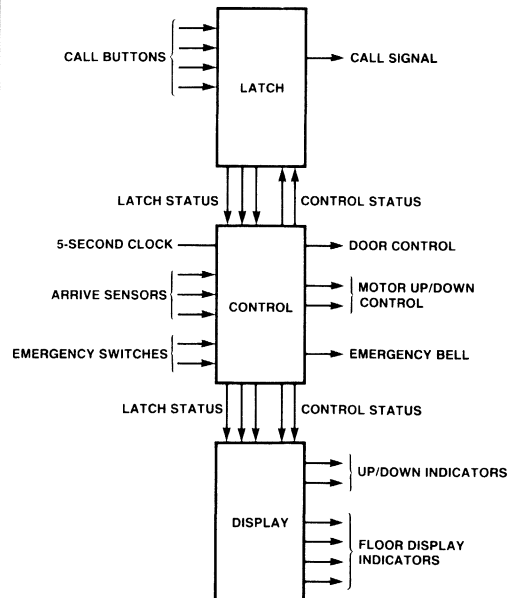 CALL BUTTONS
LATCH
CALL SIGNAL
LATCH STATUS
CONTROL STATUS
5-SECOND CLOCK
DOOR CONTROL
ARRIVE SENSORS
CONTROL
MOTOR UP/DOWN
CONTROL
EMERGENCY SWITCHES
EMERGENCY BELL
LATCH STATUS
CONTROL STATUS
DISPLAY
UP/DOWN INDICATORS
FLOOR DISPLAY
INDICATORS